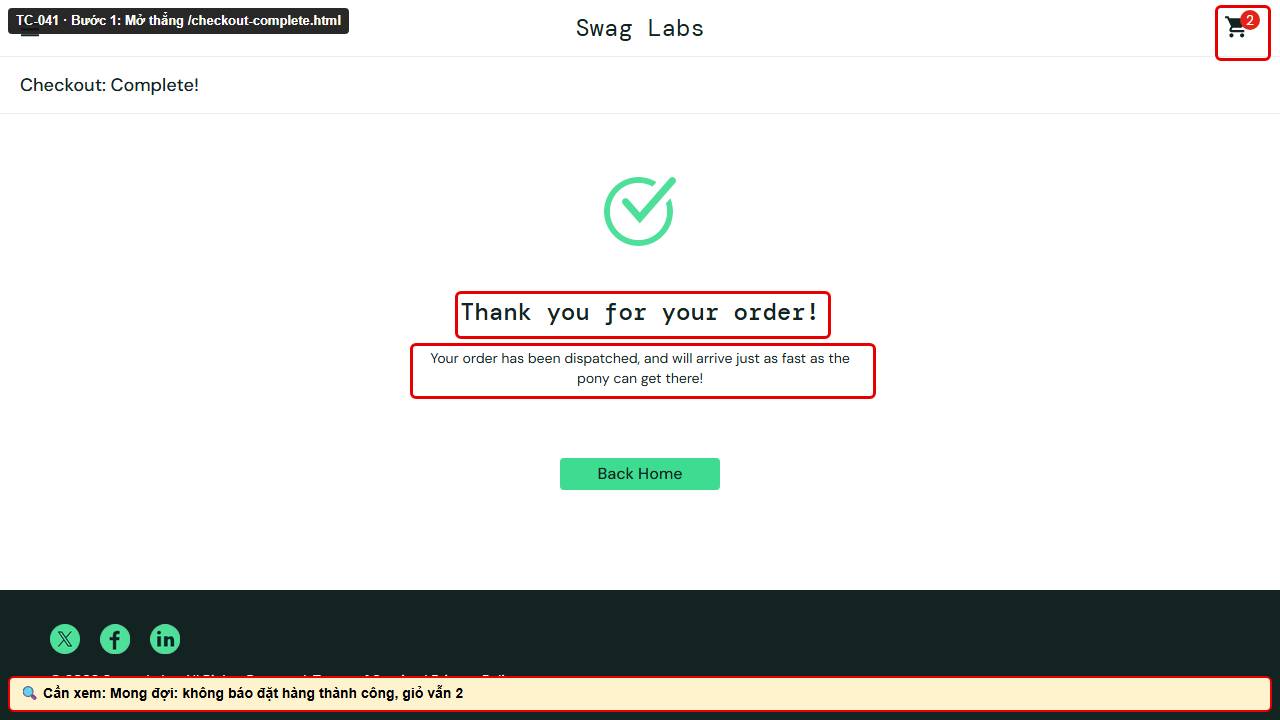 TC-041 · Bước 1: Mở thẳng /checkout-complete.html
Swag Labs
2
Checkout: Complete!
Thank you for your order!
Your order has been dispatched, and will arrive just as fast as the
pony can get there!
Back Home
🔍 Cần xem: Mong đợi: không báo đặt hàng thành công, giỏ vẫn 2